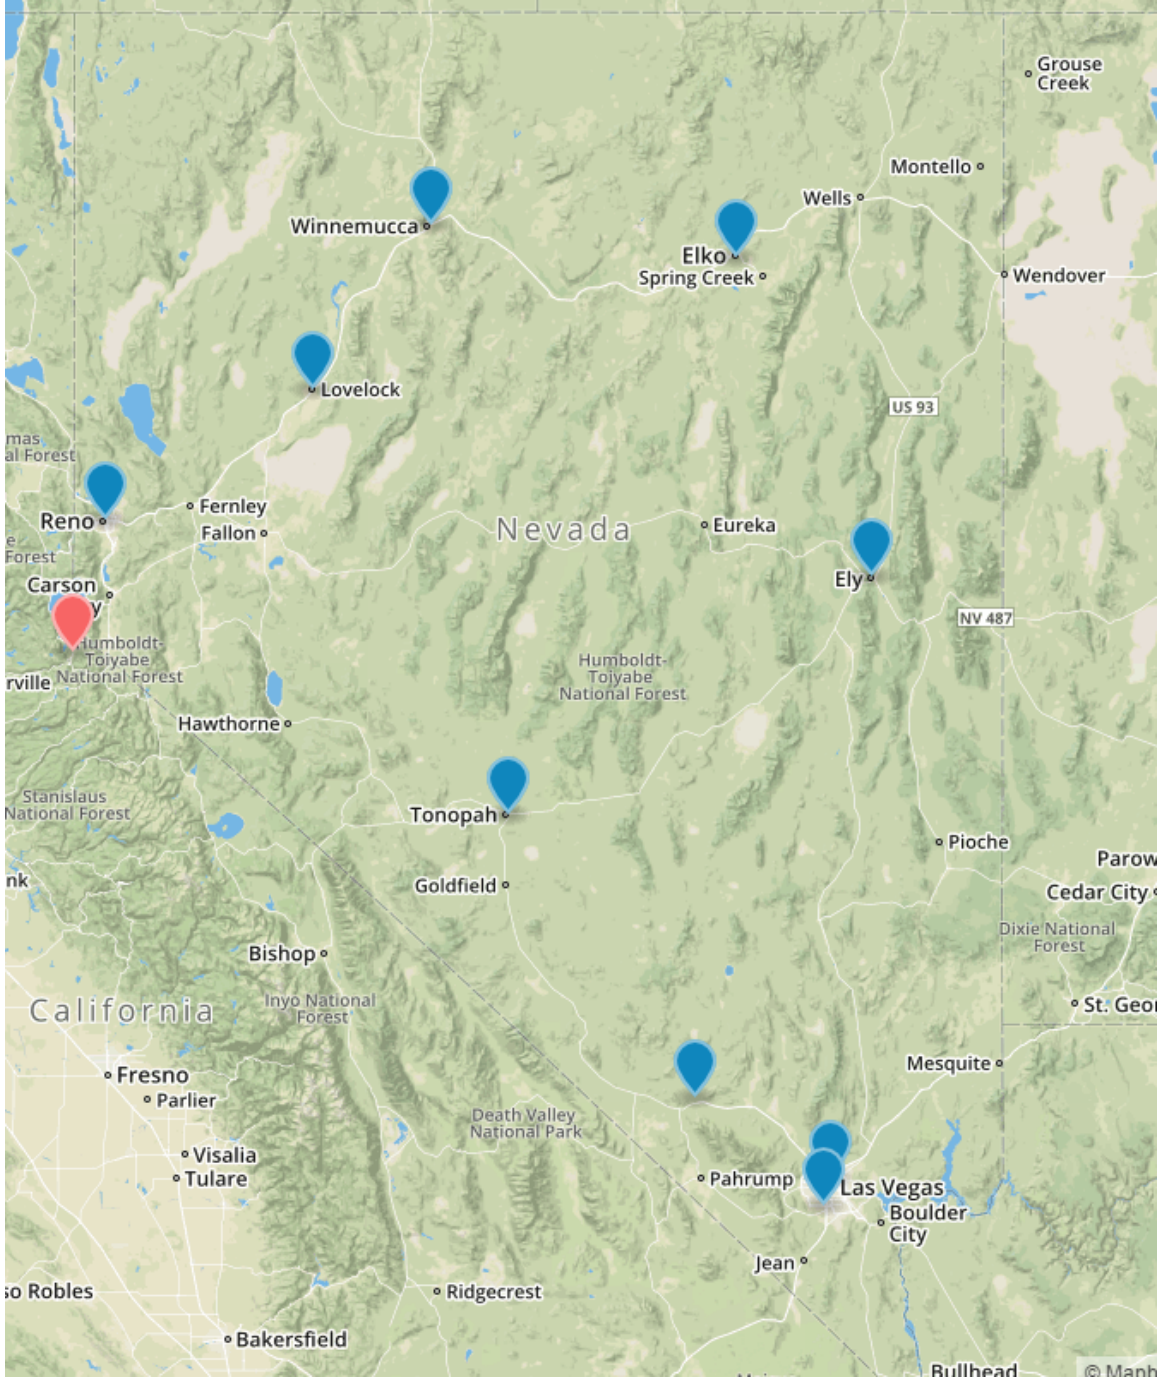 Grouse
Creek
Montello
Wells
Winnemucca
Elko
Spring Creek
Wendover
Lovelock
US 93
mas
al Forest
Fernley
Reno
Fallon
Nevada
Eureka
e
Forest
Ely
Carson
y
NV 487
Humboldt-
Toiyabe
National Forest
Humboldt-
Toiyabe
National Forest
rville
Hawthorne
Stanislaus
National Forest
Tonopah
Pioche
Parow
nk
Goldfield
Cedar City
Dixie National
Forest
Bishop
Inyo National
Forest
California
St. Geor
Mesquite
Fresno
Parlier
Death Valley
National Park
Visalia
Tulare
Pahrump
Las Vegas
Boulder
City
Jean
so Robles
Ridgecrest
Bakersfield
Bullhead
© Mapb